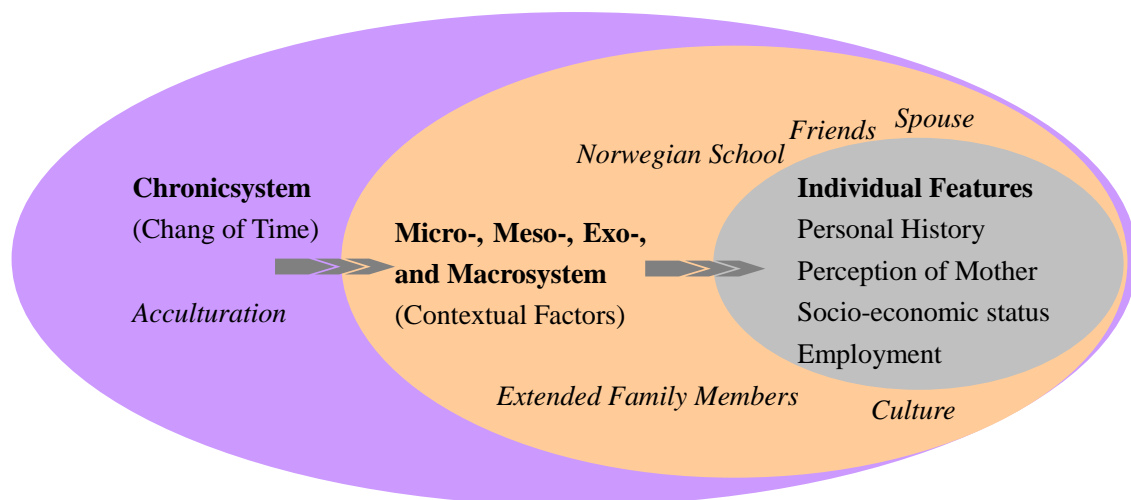 Chronicsystem
(Chang of Time)
Acculturation
Micro-, Meso-, Exo-,
and Macrosystem
(Contextual Factors)
Norwegian School
Friends
Spouse
Extended Family Members
Culture
Individual Features
Personal History
Perception of Mother
Socio-economic status
Employment